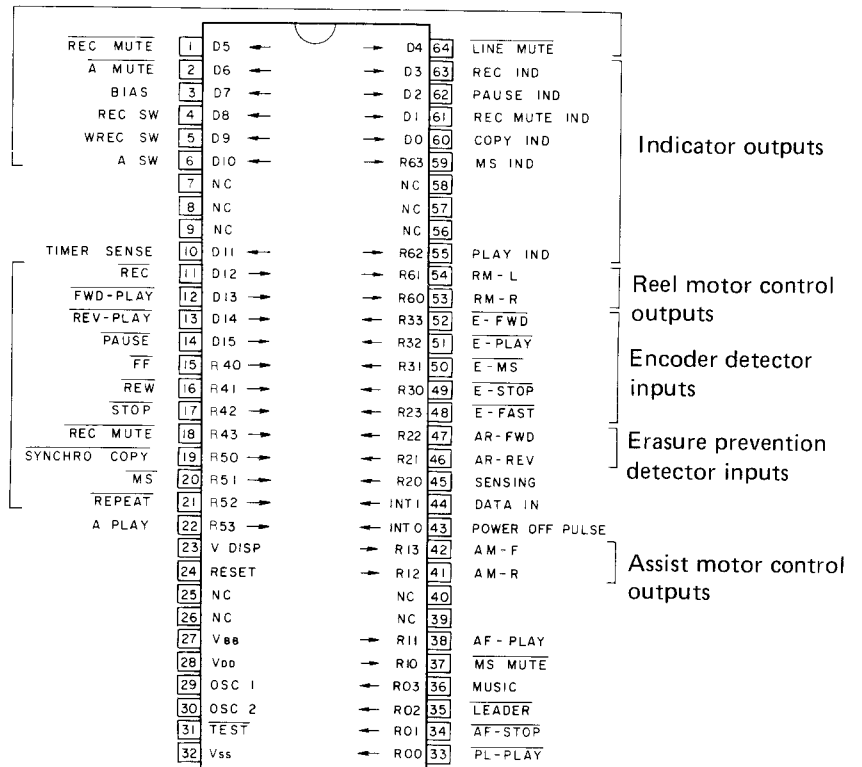 REC MUTE 1 D5 D4 64 LINE MUTE
A MUTE 2 D6 D3 63 REC IND
BIAS 3 D7 D2 62 PAUSE IND
REC SW 4 D8 D1 61 REC MUTE IND
WREC SW 5 D9 D0 60 COPY IND
A SW 6 D10 R63 59 MS IND
7 NC NC 58
8 NC NC 57
9 NC NC 56
TIMER SENSE 10 D11 R62 55 PLAY IND
REC 11 D12 R61 54 RM-L
FWD-PLAY 12 D13 R60 53 RM-R
REV-PLAY 13 D14 R33 52 E-FWD
PAUSE 14 D15 R32 51 E-PLAY
FF 15 R40 R31 50 E-MS
REW 16 R41 R30 49 E-STOP
STOP 17 R42 R23 48 E-FAST
REC MUTE 18 R43 R22 47 AR-FWD
SYNCHRO COPY 19 R50 R21 46 AR-REV
MS 20 R51 R20 45 SENSING
REPEAT 21 R52 INT1 44 DATA IN
A PLAY 22 R53 INT0 43 POWER OFF PULSE
23 V DISP R13 42 AM-F
24 RESET R12 41 AM-R
25 NC NC 40
26 NC NC 39
27 VBB R11 38 AF-PLAY
28 VDD R10 37 MS MUTE
29 OSC 1 R03 36 MUSIC
30 OSC 2 R02 35 LEADER
31 TEST R01 34 AF-STOP
32 Vss R00 33 PL-PLAY
Indicator outputs
Reel motor control
outputs
Encoder detector
inputs
Erasure prevention
detector inputs
Assist motor control
outputs